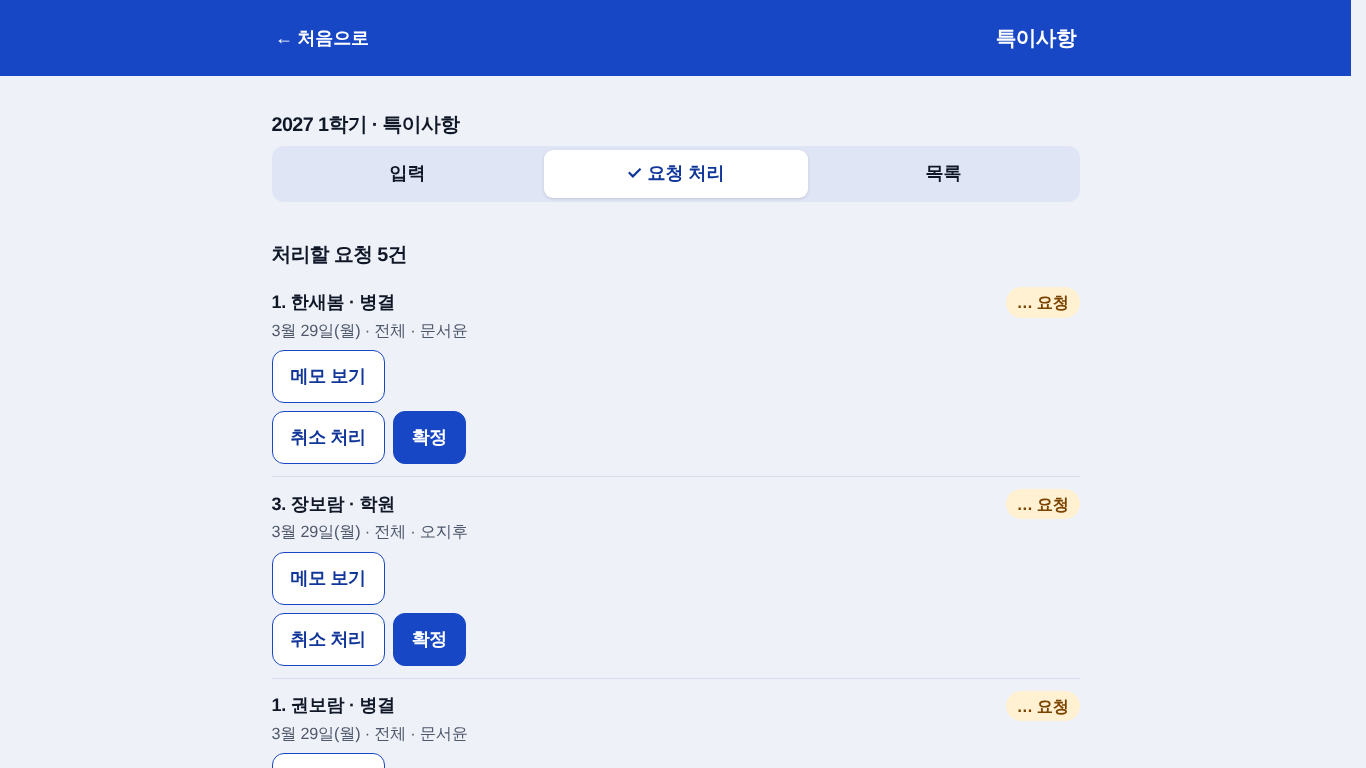 ← 처음으로
특이사항
2027 1학기 · 특이사항
입력
✓ 요청 처리
목록
처리할 요청 5건
1. 한새봄 · 병결
… 요청
3월 29일(월) · 전체 · 문서윤
메모 보기
취소 처리
확정
3. 장보람 · 학원
… 요청
3월 29일(월) · 전체 · 오지후
메모 보기
취소 처리
확정
1. 권보람 · 병결
… 요청
3월 29일(월) · 전체 · 문서윤